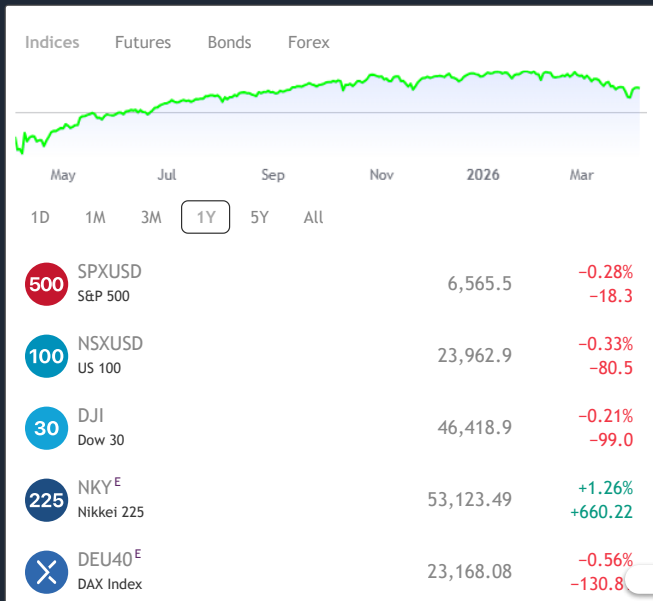 Indices Futures Bonds Forex
May Jul Sep Nov 2026 Mar
1D 1M 3M 1Y 5Y All
500 SPXUSD 6,565.5 −0.28%
S&P 500 −18.3
100 NSXUSD 23,962.9 −0.33%
US 100 −80.5
30 DJI 46,418.9 −0.21%
Dow 30 −99.0
225 NKY E 53,123.49 +1.26%
Nikkei 225 +660.22
DEU40 E 23,168.08 −0.56%
DAX Index −130.8